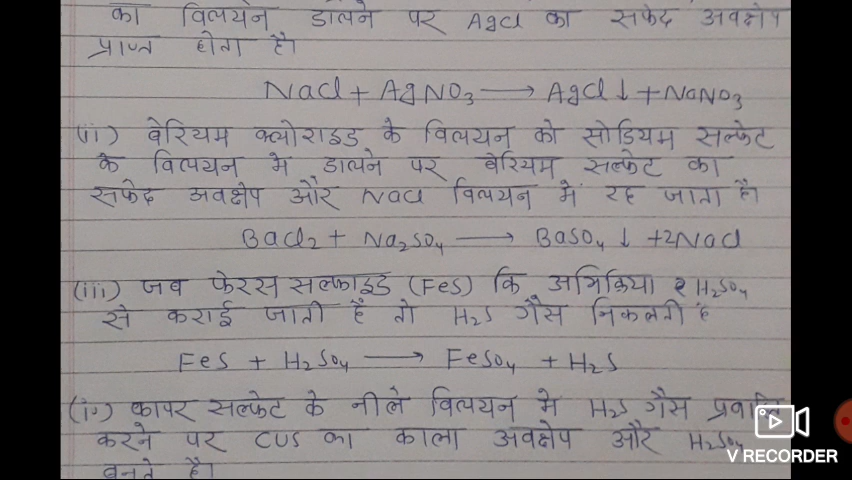 का विलयन डालने पर AgCl का सफेद अवक्षेप
प्राप्त होता है।
NaCl + AgNO₃ → AgCl ↓ + NaNO₃
(ii) बेरियम क्लोराइड के विलयन को सोडियम सल्फेट
के विलयन में डालने पर बेरियम सल्फेट का
सफेद अवक्षेप और NaCl विलयन में रह जाता है।
BaCl₂ + Na₂SO₄ → BaSO₄ ↓ +2NaCl
(iii) जब फेरस सल्फाइड (FeS) कि अभिक्रिया H₂SO₄
से कराई जाती है तो H₂S गैस निकलती है
FeS + H₂SO₄ → FeSO₄ + H₂S
(iv) कापर सल्फेट के नीले विलयन में H₂S गैस
करने पर CuS का काला अवक्षेप और H₂SO₄
बनते है।
V RECORDER